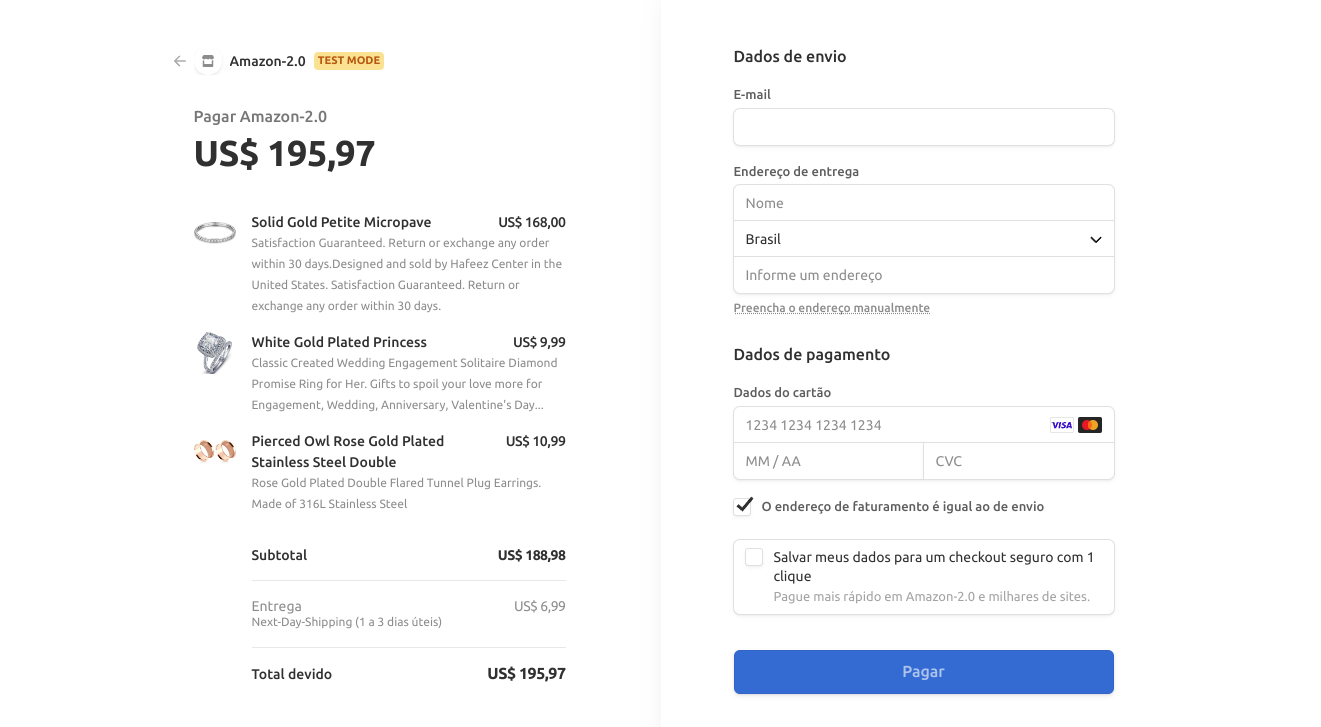 Amazon-2.0 TEST MODE
Pagar Amazon-2.0
US$ 195,97
Solid Gold Petite Micropave US$ 168,00
Satisfaction Guaranteed. Return or exchange any order
within 30 days.Designed and sold by Hafeez Center in the
United States. Satisfaction Guaranteed. Return or
exchange any order within 30 days.
White Gold Plated Princess US$ 9,99
Classic Created Wedding Engagement Solitaire Diamond
Promise Ring for Her. Gifts to spoil your love more for
Engagement, Wedding, Anniversary, Valentine's Day...
Pierced Owl Rose Gold Plated US$ 10,99
Stainless Steel Double
Rose Gold Plated Double Flared Tunnel Plug Earrings.
Made of 316L Stainless Steel
Subtotal US$ 188,98
Entrega US$ 6,99
Next-Day-Shipping (1 a 3 dias úteis)
Total devido US$ 195,97
Dados de envio
E-mail
Endereço de entrega
Nome
Brasil
Informe um endereço
Preencha o endereço manualmente
Dados de pagamento
Dados do cartão
1234 1234 1234 1234 VISA
MM / AA CVC
O endereço de faturamento é igual ao de envio
Salvar meus dados para um checkout seguro com 1
clique
Pague mais rápido em Amazon-2.0 e milhares de sites.
Pagar